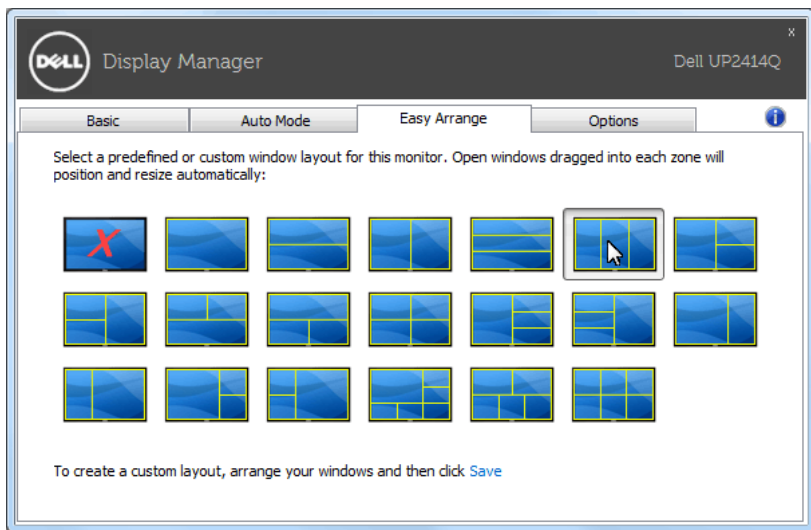 x
DELL Display Manager Dell UP2414Q
Basic Auto Mode Easy Arrange Options i
Select a predefined or custom window layout for this monitor. Open windows dragged into each zone will
position and resize automatically:
X
To create a custom layout, arrange your windows and then click Save